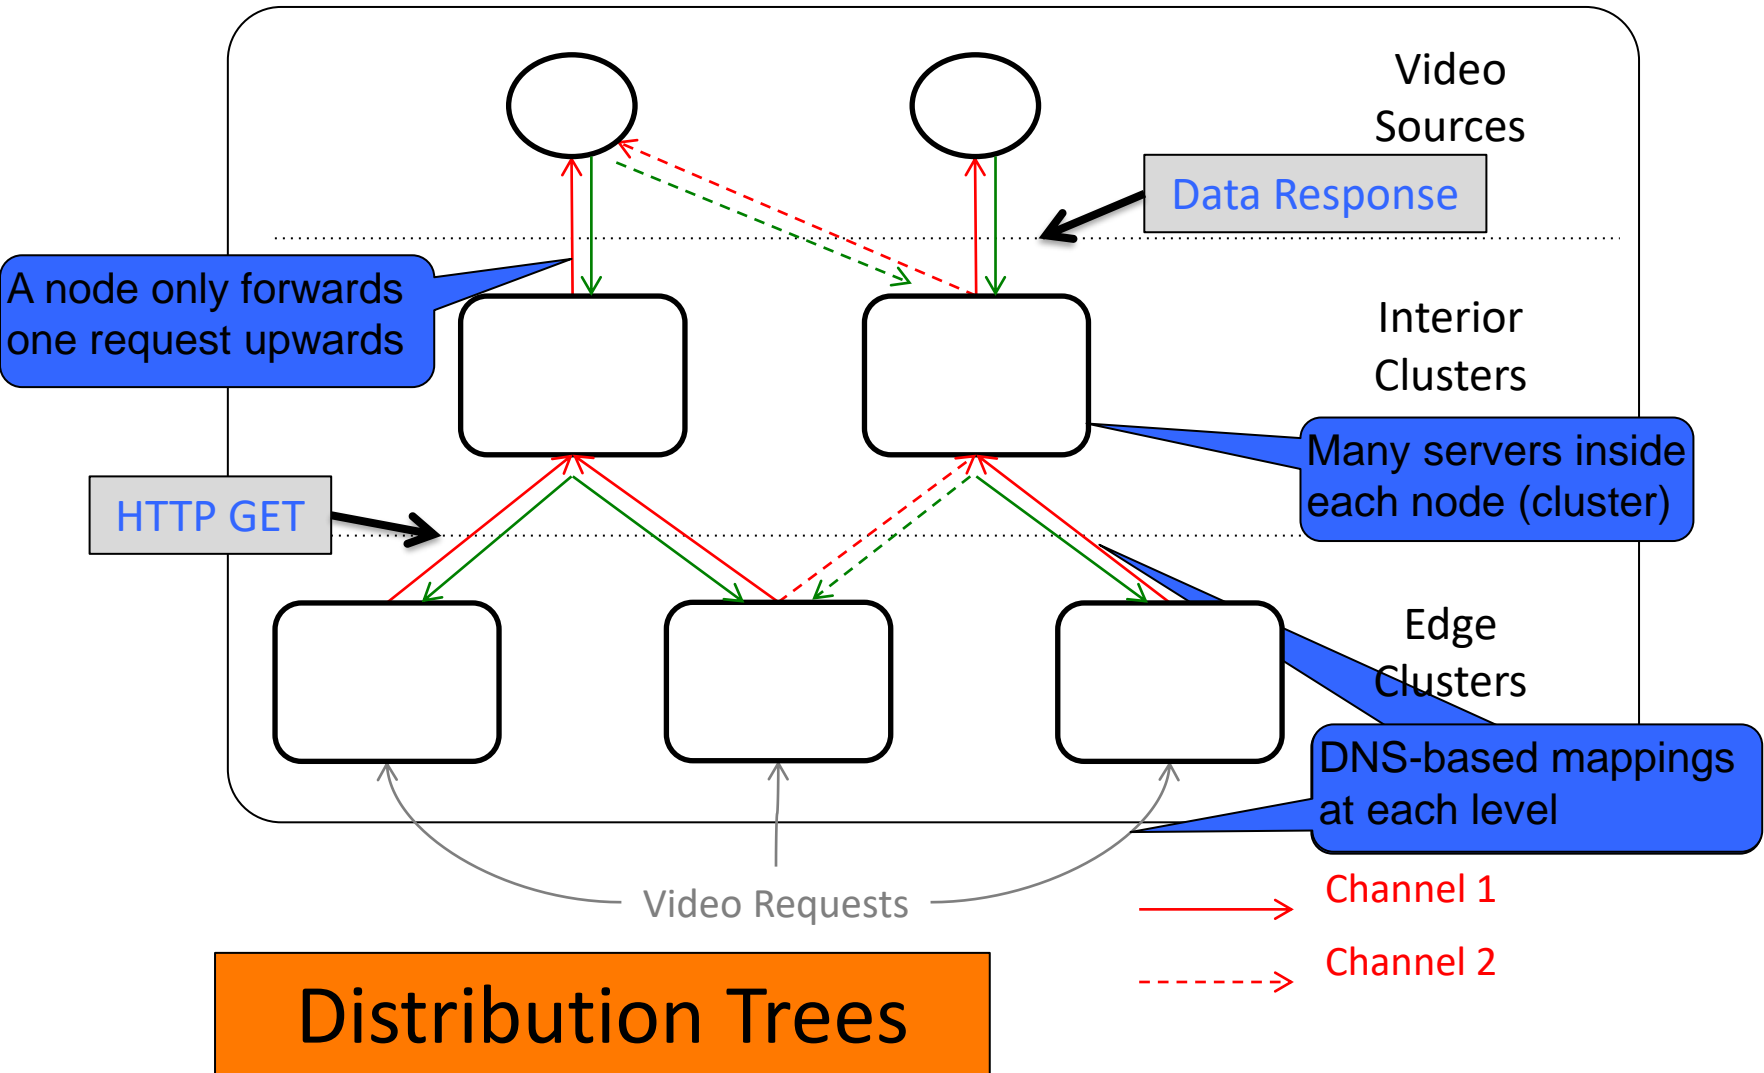 Video
Sources
Data Response
A node only forwards
one request upwards
Interior
Clusters
Many servers inside
each node (cluster)
HTTP GET
Edge
Clusters
DNS-based mappings
at each level
Video Requests
Channel 1
Channel 2
Distribution Trees